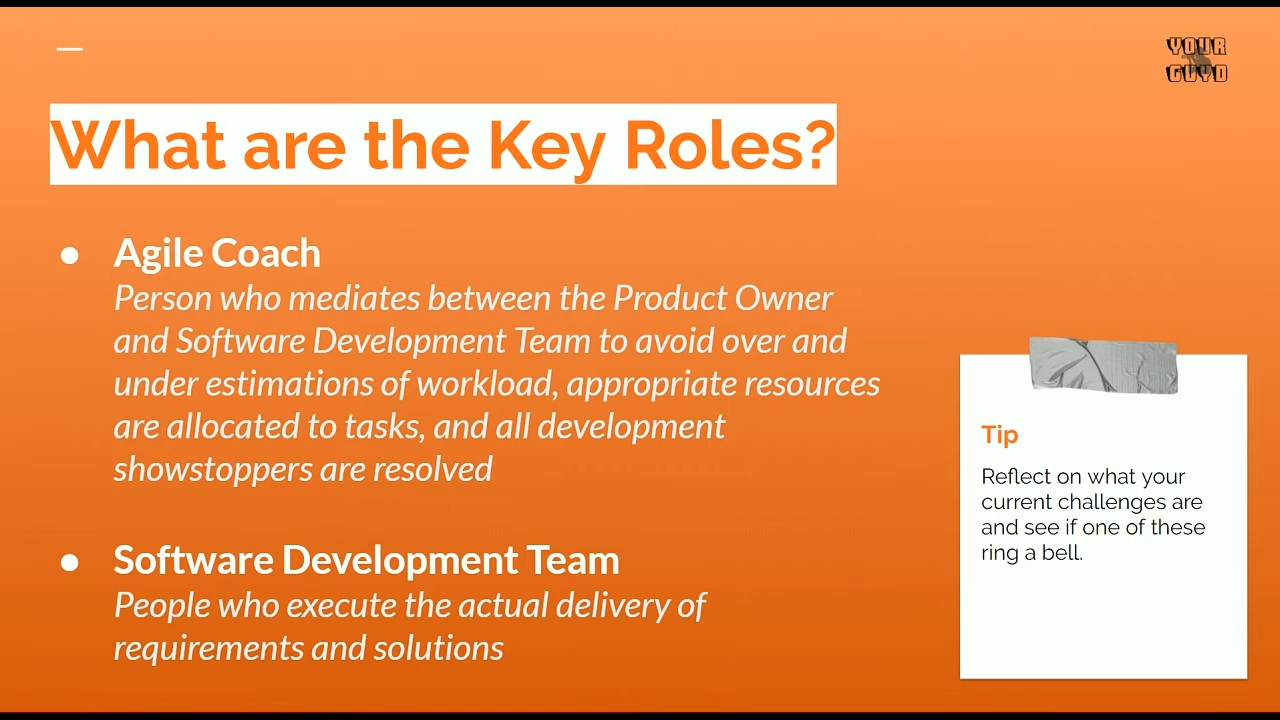 YOUR
GUYD
What are the Key Roles?
● Agile Coach
Person who mediates between the Product Owner
and Software Development Team to avoid over and
under estimations of workload, appropriate resources
are allocated to tasks, and all development
showstoppers are resolved
● Software Development Team
People who execute the actual delivery of
requirements and solutions
Tip
Reflect on what your
current challenges are
and see if one of these
ring a bell.